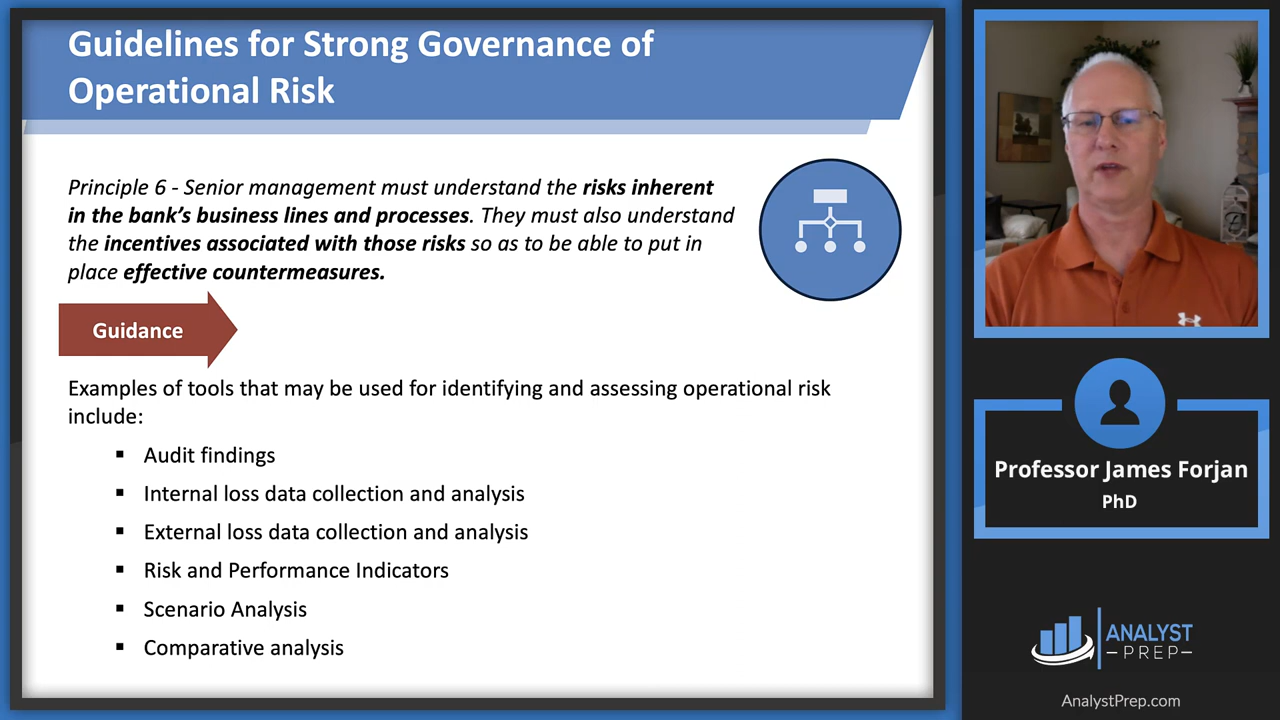 Guidelines for Strong Governance of
Operational Risk
Principle 6 - Senior management must understand the risks inherent
in the bank's business lines and processes. They must also understand
the incentives associated with those risks so as to be able to put in
place effective countermeasures.
Guidance
Examples of tools that may be used for identifying and assessing operational risk
include:
▪ Audit findings
▪ Internal loss data collection and analysis
▪ External loss data collection and analysis
▪ Risk and Performance Indicators
▪ Scenario Analysis
▪ Comparative analysis
Professor James Forjan
PhD
ANALYST
–PREP–
AnalystPrep.com